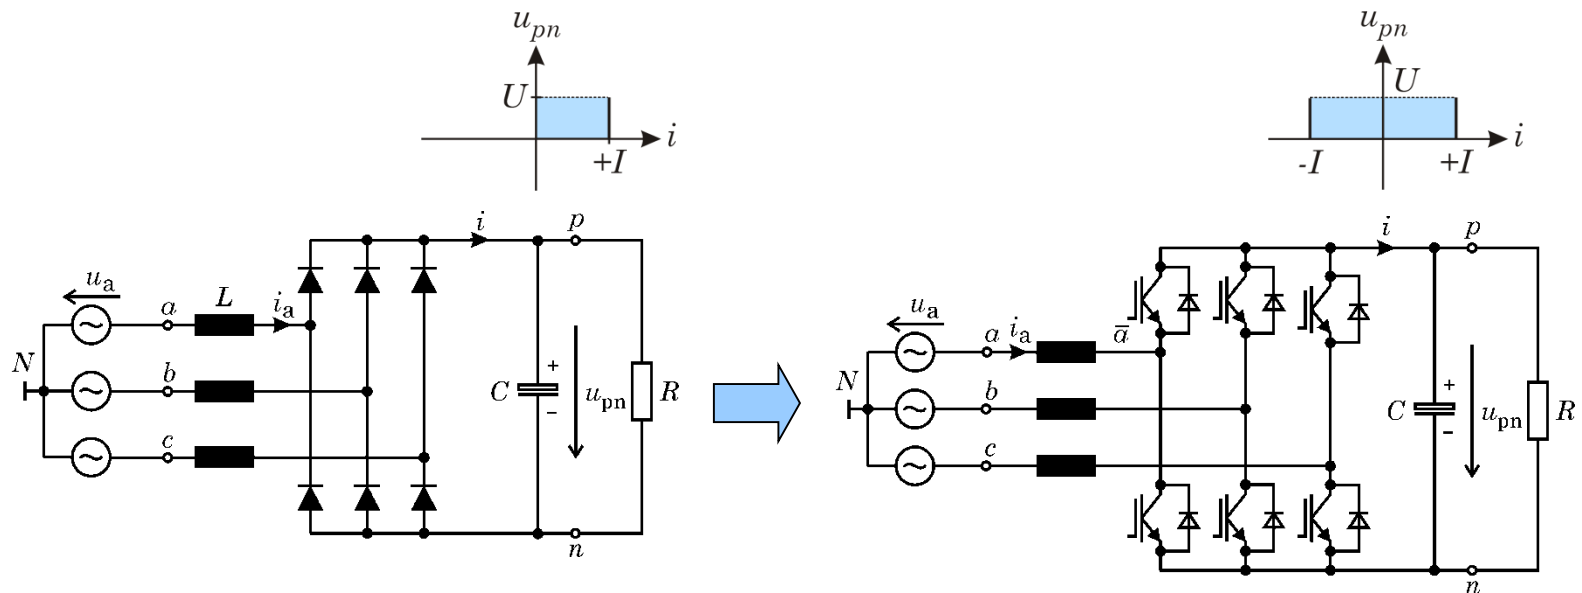 u_pn
U
+I
i
u_pn
U
-I
+I
i
i
p
u_a
a
L
i_a
N
b
c
C
+
−
u_pn
R
n
i
p
u_a
a
i_a
a̅
N
b
c
C
+
−
u_pn
R
n